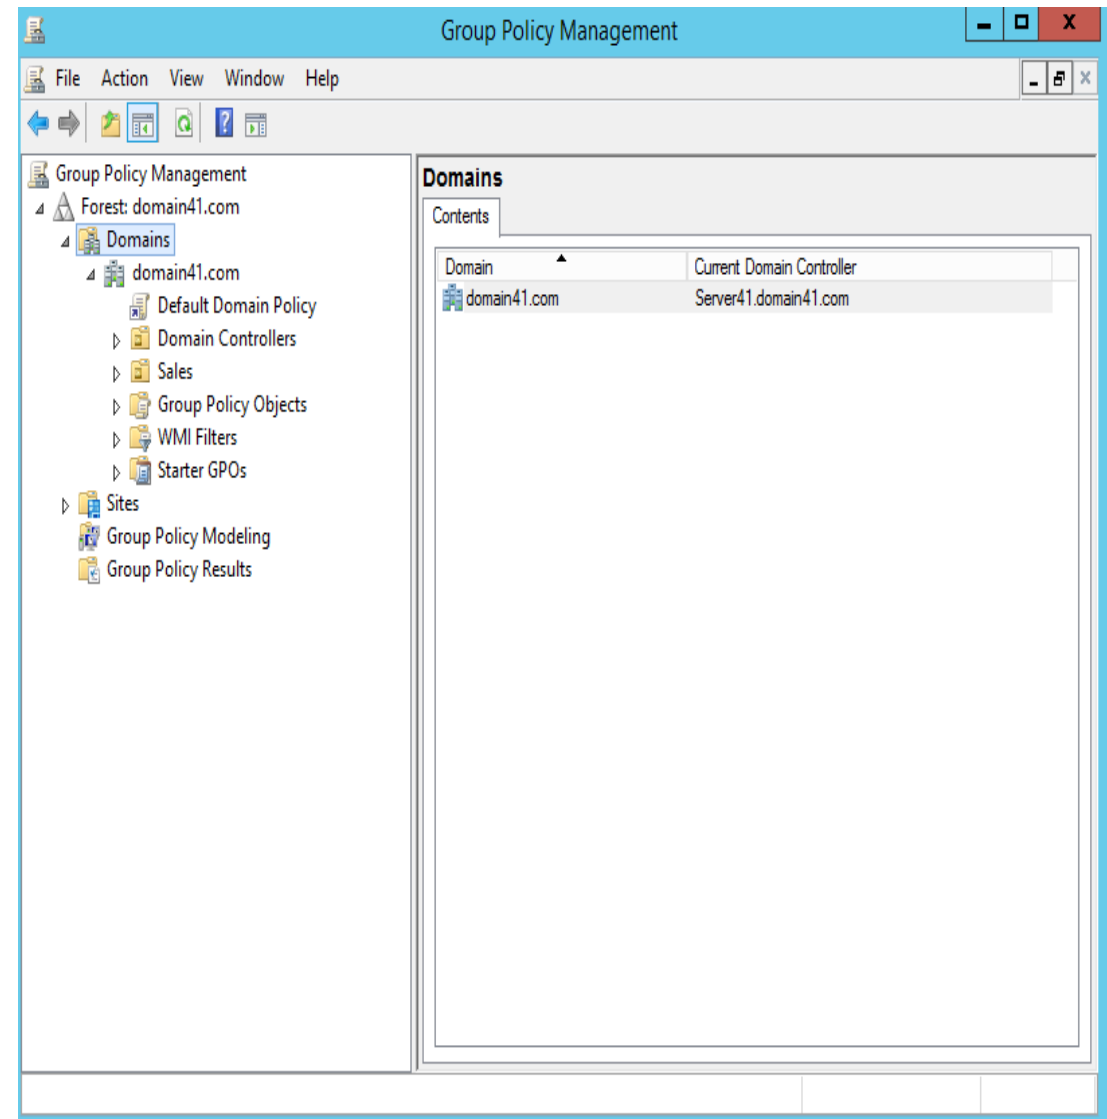 Group Policy Management
File Action View Window Help
Group Policy Management
Forest: domain41.com
Domains
domain41.com
Default Domain Policy
Domain Controllers
Sales
Group Policy Objects
WMI Filters
Starter GPOs
Sites
Group Policy Modeling
Group Policy Results
Domains
Contents
Domain Current Domain Controller
domain41.com Server41.domain41.com